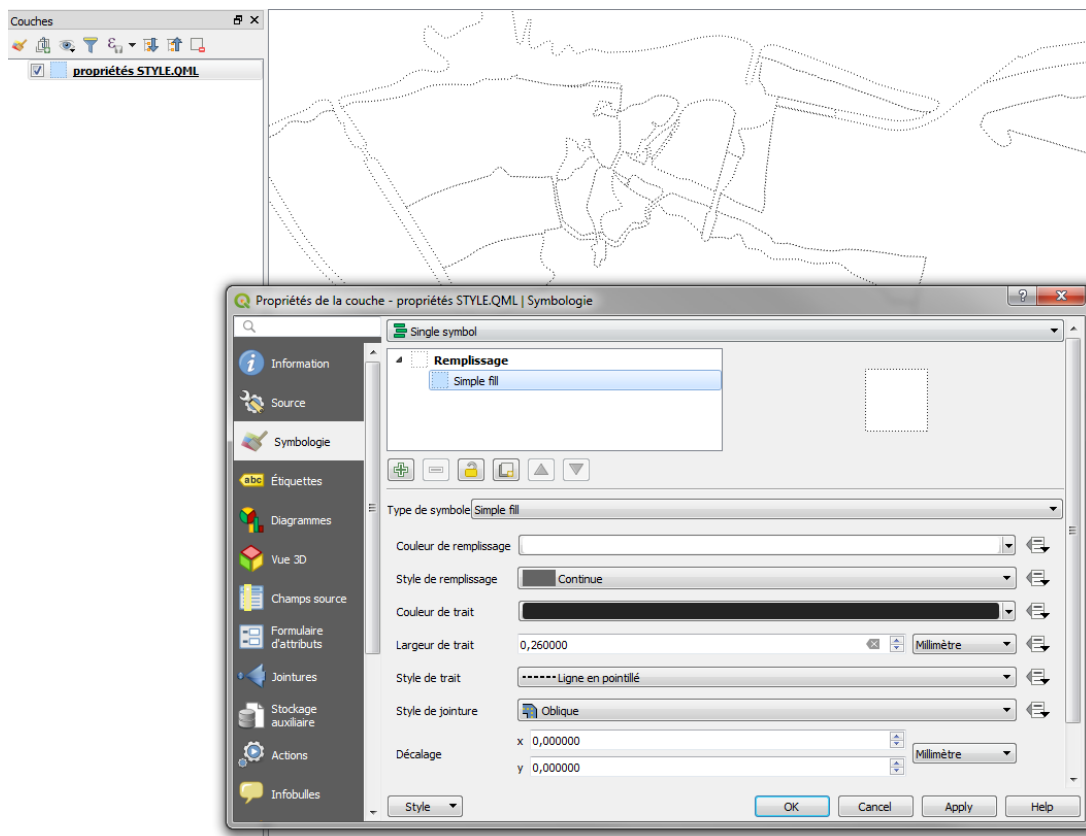 Couches
propriétés STYLE.QML
Propriétés de la couche - propriétés STYLE.QML | Symbologie
Single symbol
Information
Source
Symbologie
abc Étiquettes
Diagrammes
Vue 3D
Champs source
Formulaire
d'attributs
Jointures
Stockage
auxiliaire
Actions
Infobulles
Remplissage
Simple fill
Type de symbole Simple fill
Couleur de remplissage
Style de remplissage Continue
Couleur de trait
Largeur de trait 0,260000 Millimètre
Style de trait Ligne en pointillé
Style de jointure Oblique
Décalage x 0,000000 Millimètre
y 0,000000
Style OK Cancel Apply Help